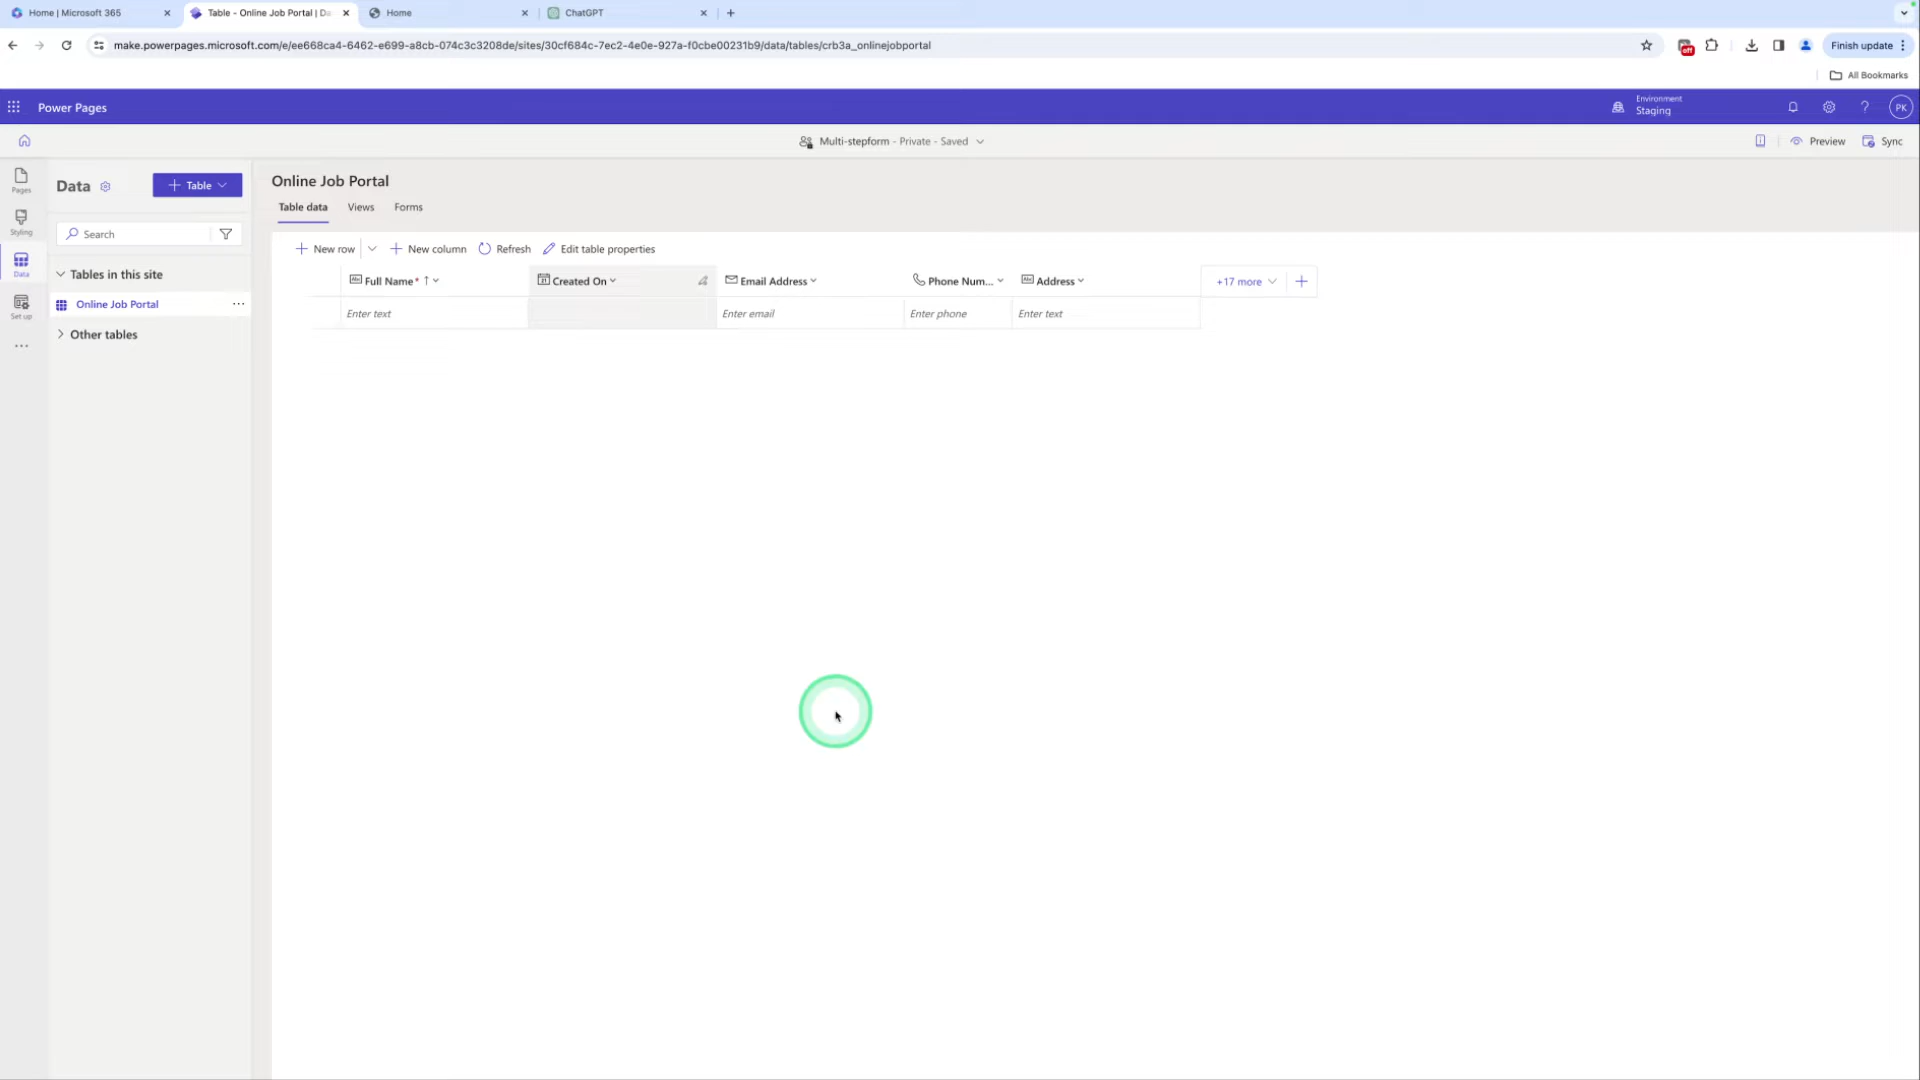 Home | Microsoft 365
Table - Online Job Portal | Da
Home
ChatGPT
make.powerpages.microsoft.com/e/ee668ca4-6462-e699-a8cb-074c3c3208de/sites/30cf684c-7ec2-4e0e-927a-f0cbe00231b9/data/tables/crb3a_onlinejobportal
off
Finish update
All Bookmarks
Power Pages
Environment
Staging
PK
Multi-stepform - Private - Saved
Preview
Sync
Pages
Styling
Data
Set up
Data
+ Table
Search
Tables in this site
Online Job Portal
Other tables
Online Job Portal
Table data
Views
Forms
+ New row
+ New column
Refresh
Edit table properties
Full Name* ↑
Created On
Email Address
Phone Num...
Address
+17 more
Enter text
Enter email
Enter phone
Enter text